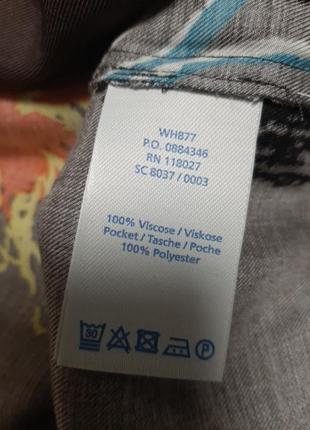 WH877
P.O. 0884346
RN 118027
SC 8037 / 0003
100% Viscose / Viskose
Pocket / Tasche / Poche
100% Polyester
30 P